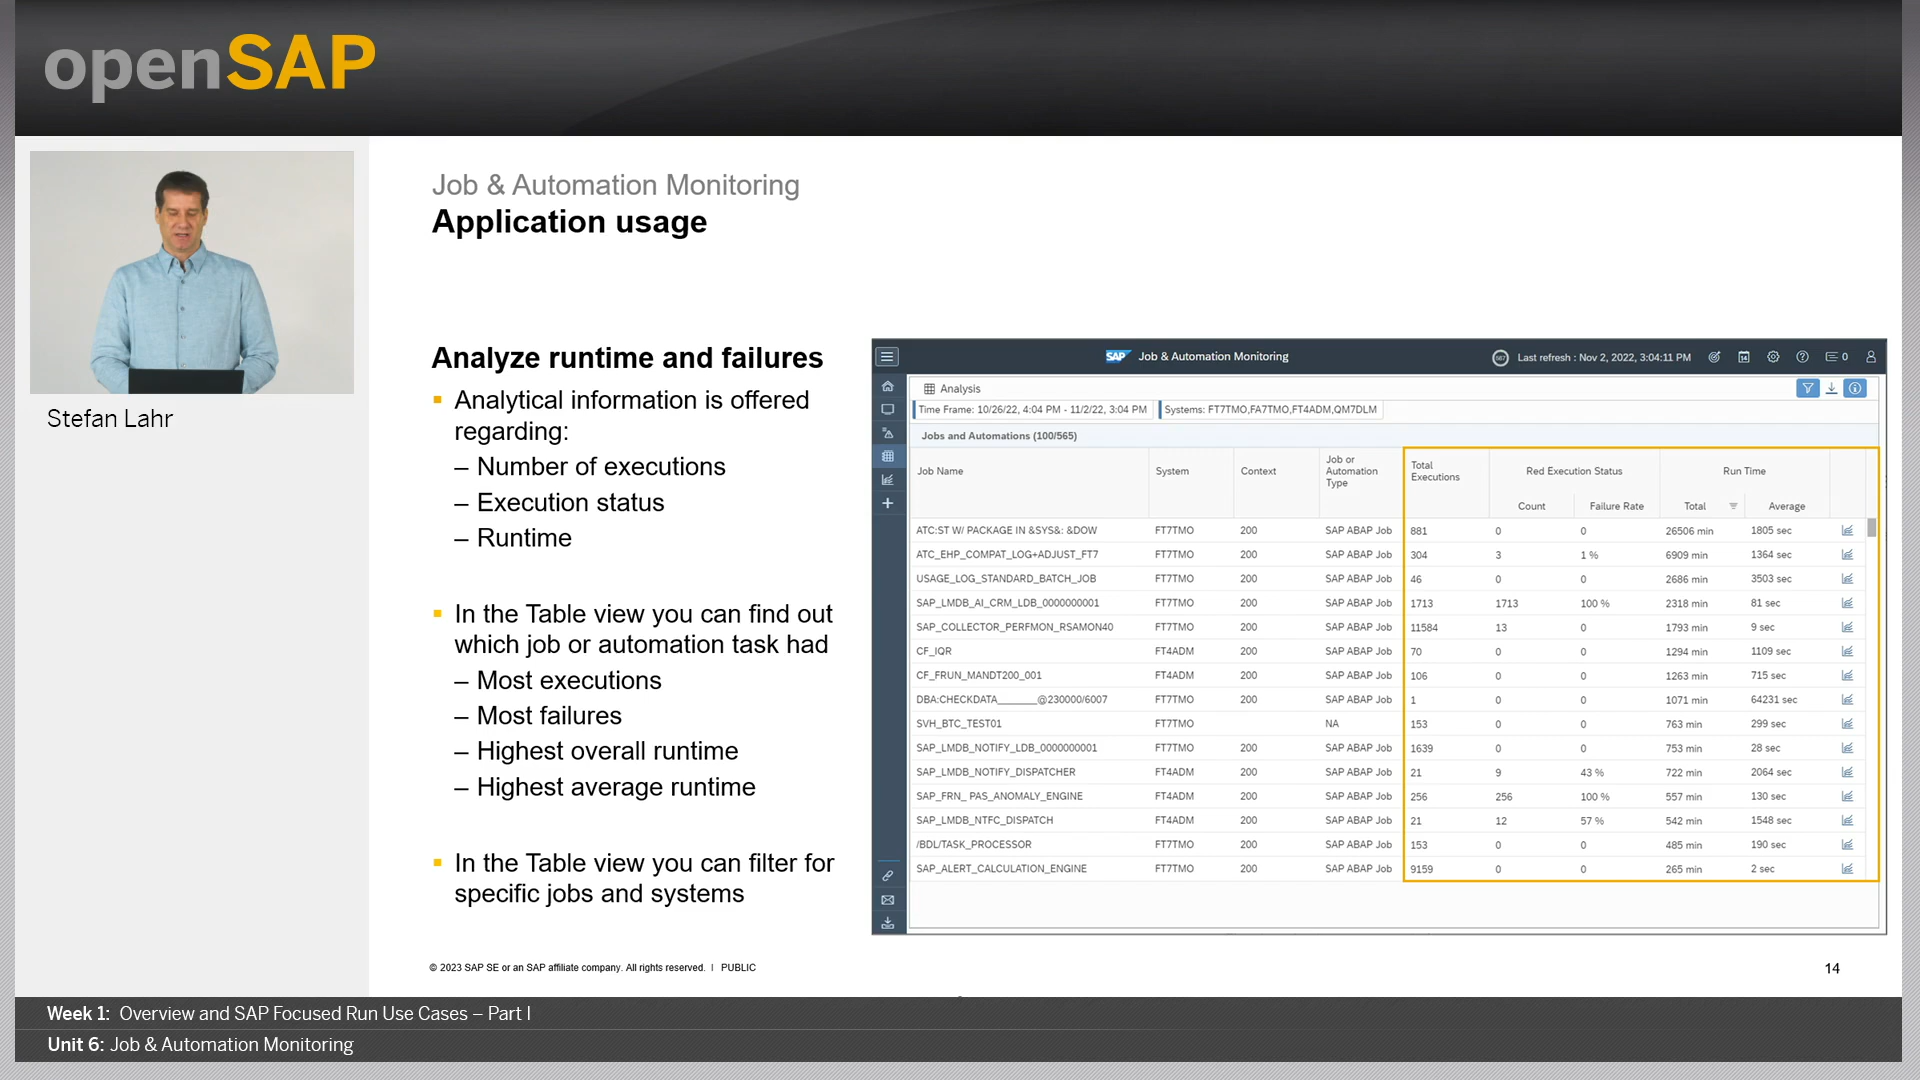 openSAP
Stefan Lahr
Job & Automation Monitoring
Application usage
Analyze runtime and failures
Analytical information is offered
regarding:
– Number of executions
– Execution status
– Runtime
In the Table view you can find out
which job or automation task had
– Most executions
– Most failures
– Highest overall runtime
– Highest average runtime
In the Table view you can filter for
specific jobs and systems
SAP Job & Automation Monitoring Last refresh : Nov 2, 2022, 3:04:11 PM 0
Analysis
Time Frame: 10/26/22, 4:04 PM - 11/2/22, 3:04 PM Systems: FT7TMO,FA7TMO,FT4ADM,QM7DLM
Jobs and Automations (100/565)
Job Name System Context Job or Automation Type Total Executions Red Execution Status Run Time
Count Failure Rate Total Average
ATC:ST W/ PACKAGE IN &SYS&: &DOW FT7TMO 200 SAP ABAP Job 881 0 0 26506 min 1805 sec
ATC_EHP_COMPAT_LOG+ADJUST_FT7 FT7TMO 200 SAP ABAP Job 304 3 1 % 6909 min 1364 sec
USAGE_LOG_STANDARD_BATCH_JOB FT7TMO 200 SAP ABAP Job 46 0 0 2686 min 3503 sec
SAP_LMDB_AI_CRM_LDB_0000000001 FT7TMO 200 SAP ABAP Job 1713 1713 100 % 2318 min 81 sec
SAP_COLLECTOR_PERFMON_RSAMON40 FT7TMO 200 SAP ABAP Job 11584 13 0 1793 min 9 sec
CF_IQR FT4ADM 200 SAP ABAP Job 70 0 0 1294 min 1109 sec
CF_FRUN_MANDT200_001 FT4ADM 200 SAP ABAP Job 106 0 0 1263 min 715 sec
DBA:CHECKDATA_______@230000/6007 FT7TMO 200 SAP ABAP Job 1 0 0 1071 min 64231 sec
SVH_BTC_TEST01 FT7TMO NA 153 0 0 763 min 299 sec
SAP_LMDB_NOTIFY_LDB_0000000001 FT7TMO 200 SAP ABAP Job 1639 0 0 753 min 28 sec
SAP_LMDB_NOTIFY_DISPATCHER FT4ADM 200 SAP ABAP Job 21 9 43 % 722 min 2064 sec
SAP_FRN_ PAS_ANOMALY_ENGINE FT4ADM 200 SAP ABAP Job 256 256 100 % 557 min 130 sec
SAP_LMDB_NTFC_DISPATCH FT4ADM 200 SAP ABAP Job 21 12 57 % 542 min 1548 sec
/BDL/TASK_PROCESSOR FT7TMO 200 SAP ABAP Job 153 0 0 485 min 190 sec
SAP_ALERT_CALCULATION_ENGINE FT7TMO 200 SAP ABAP Job 9159 0 0 265 min 2 sec
© 2023 SAP SE or an SAP affiliate company. All rights reserved. | PUBLIC
14
Week 1: Overview and SAP Focused Run Use Cases – Part I
Unit 6: Job & Automation Monitoring